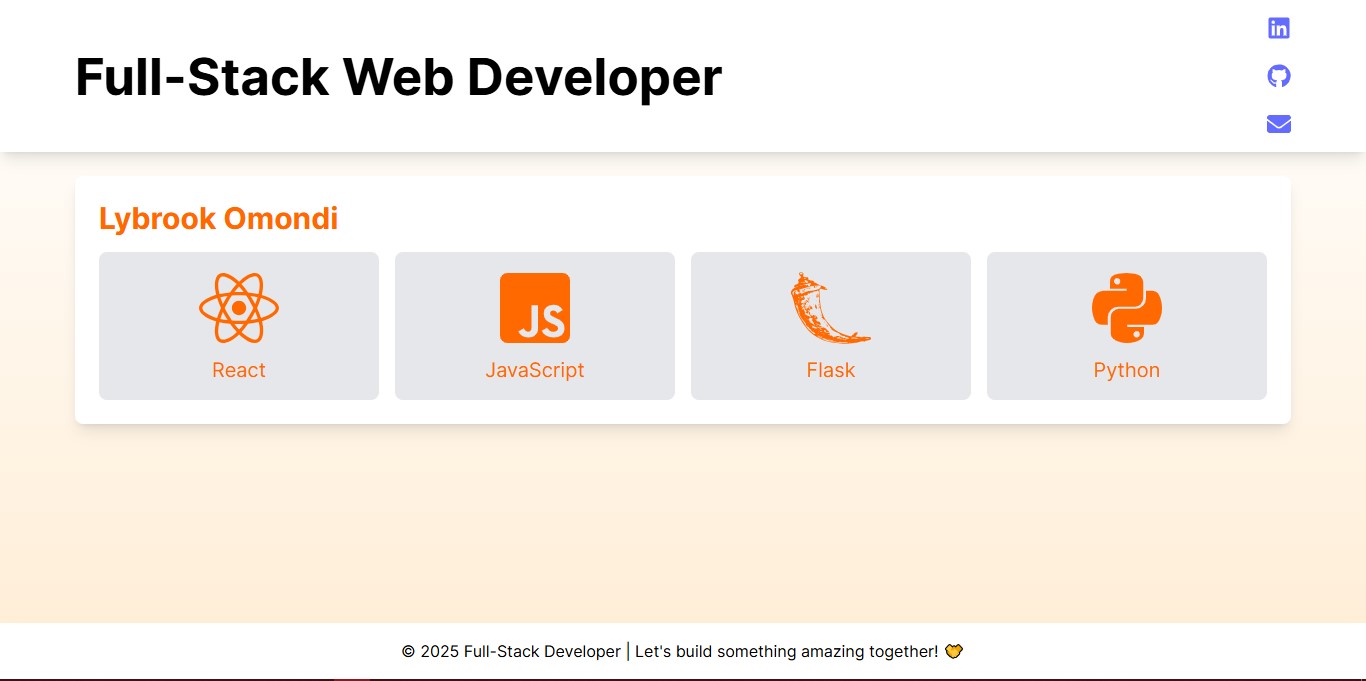 Full-Stack Web Developer
in
Lybrook Omondi
JS
React
JavaScript
Flask
Python
© 2025 Full-Stack Developer | Let's build something amazing together! 🤝